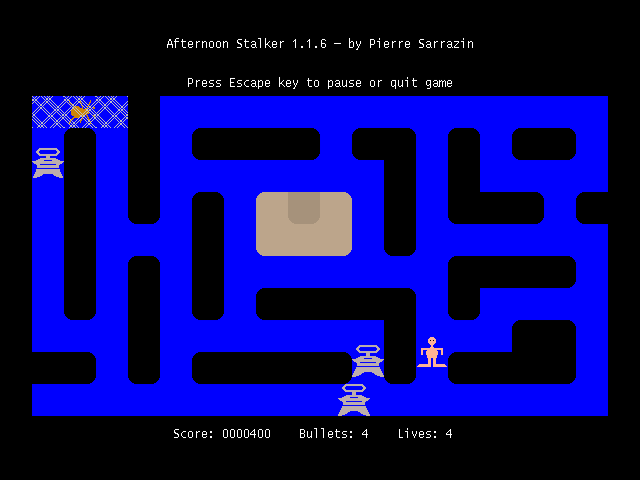 Afternoon Stalker 1.1.6 – by Pierre Sarrazin
Press Escape key to pause or quit game
Score: 0000400 Bullets: 4 Lives: 4